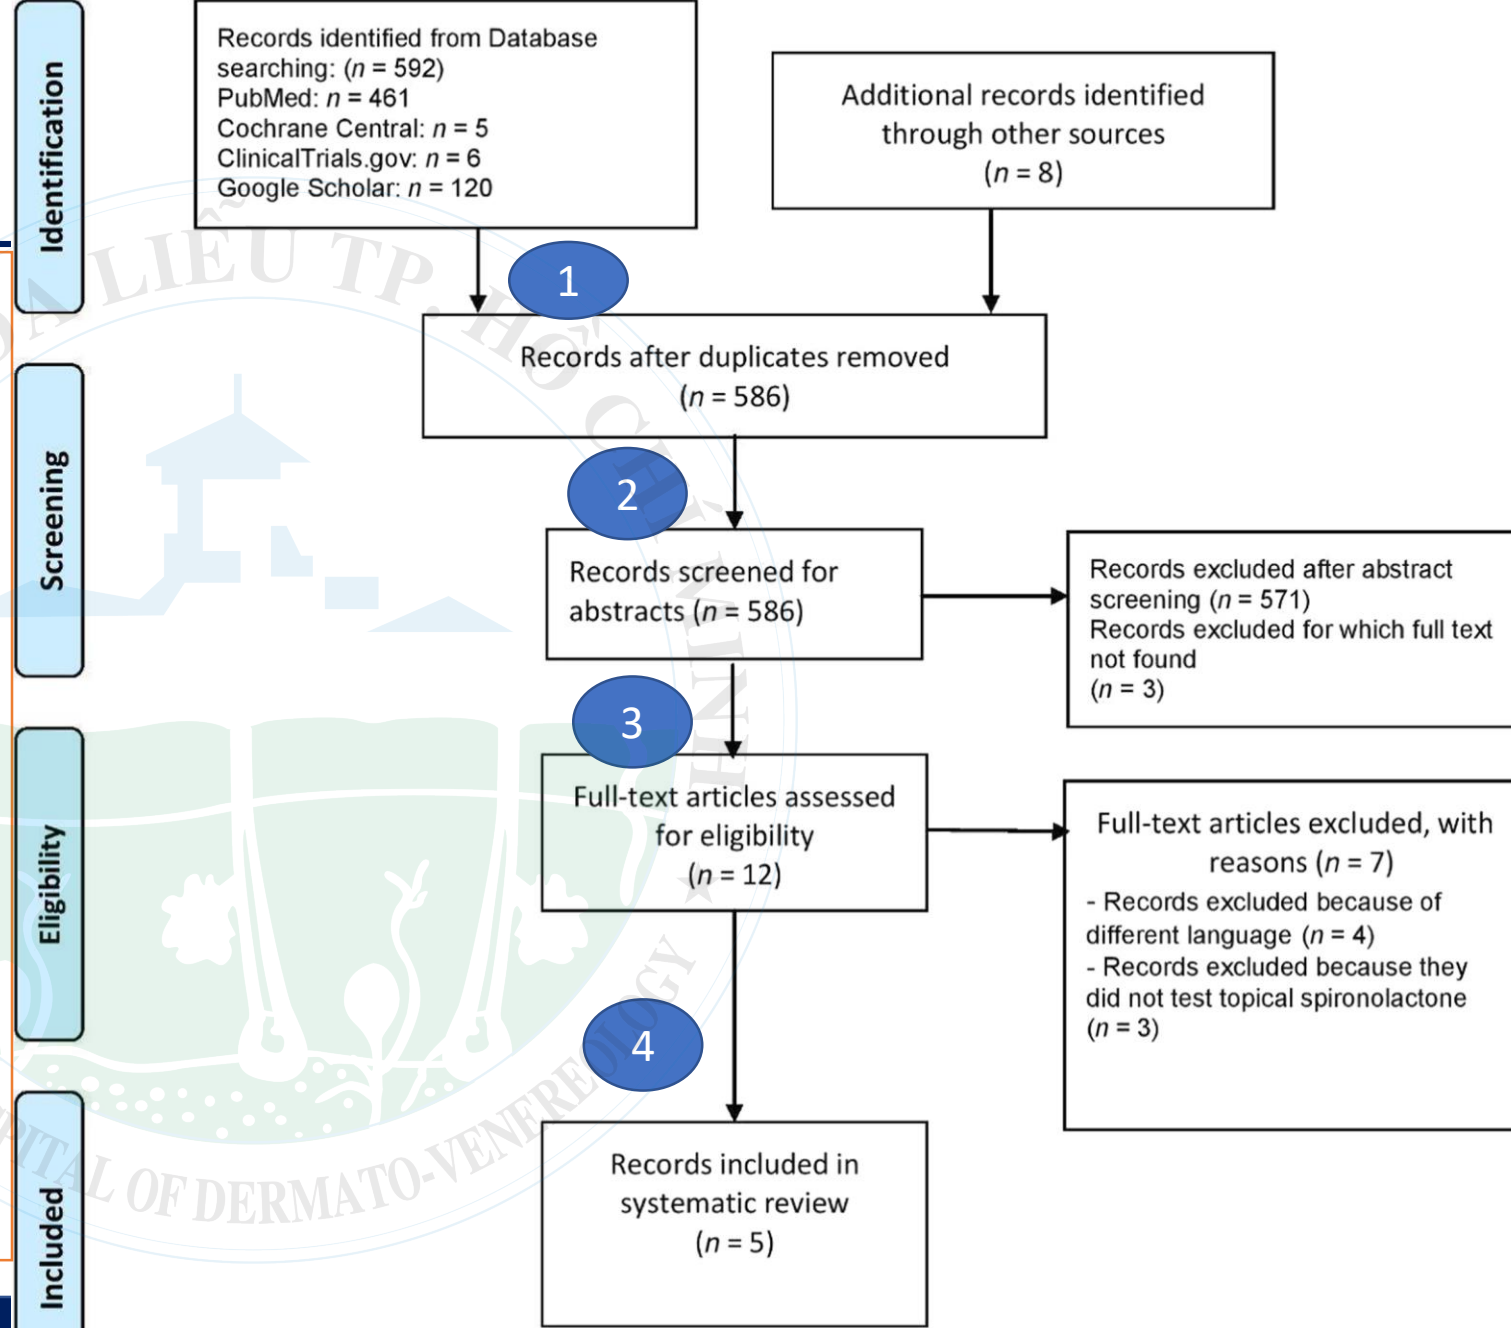 Identification
Records identified from Database
searching: (n = 592)
PubMed: n = 461
Cochrane Central: n = 5
ClinicalTrials.gov: n = 6
Google Scholar: n = 120
Additional records identified
through other sources
(n = 8)
1
Records after duplicates removed
(n = 586)
Screening
2
Records screened for
abstracts (n = 586)
Records excluded after abstract
screening (n = 571)
Records excluded for which full text
not found
(n = 3)
Eligibility
3
Full-text articles assessed
for eligibility
(n = 12)
Full-text articles excluded, with
reasons (n = 7)
- Records excluded because of
different language (n = 4)
- Records excluded because they
did not test topical spironolactone
(n = 3)
4
Included
Records included in
systematic review
(n = 5)
LIỄU TP. HỒ CHÍ MINH
OF DERMATO-VENEREOLOGY